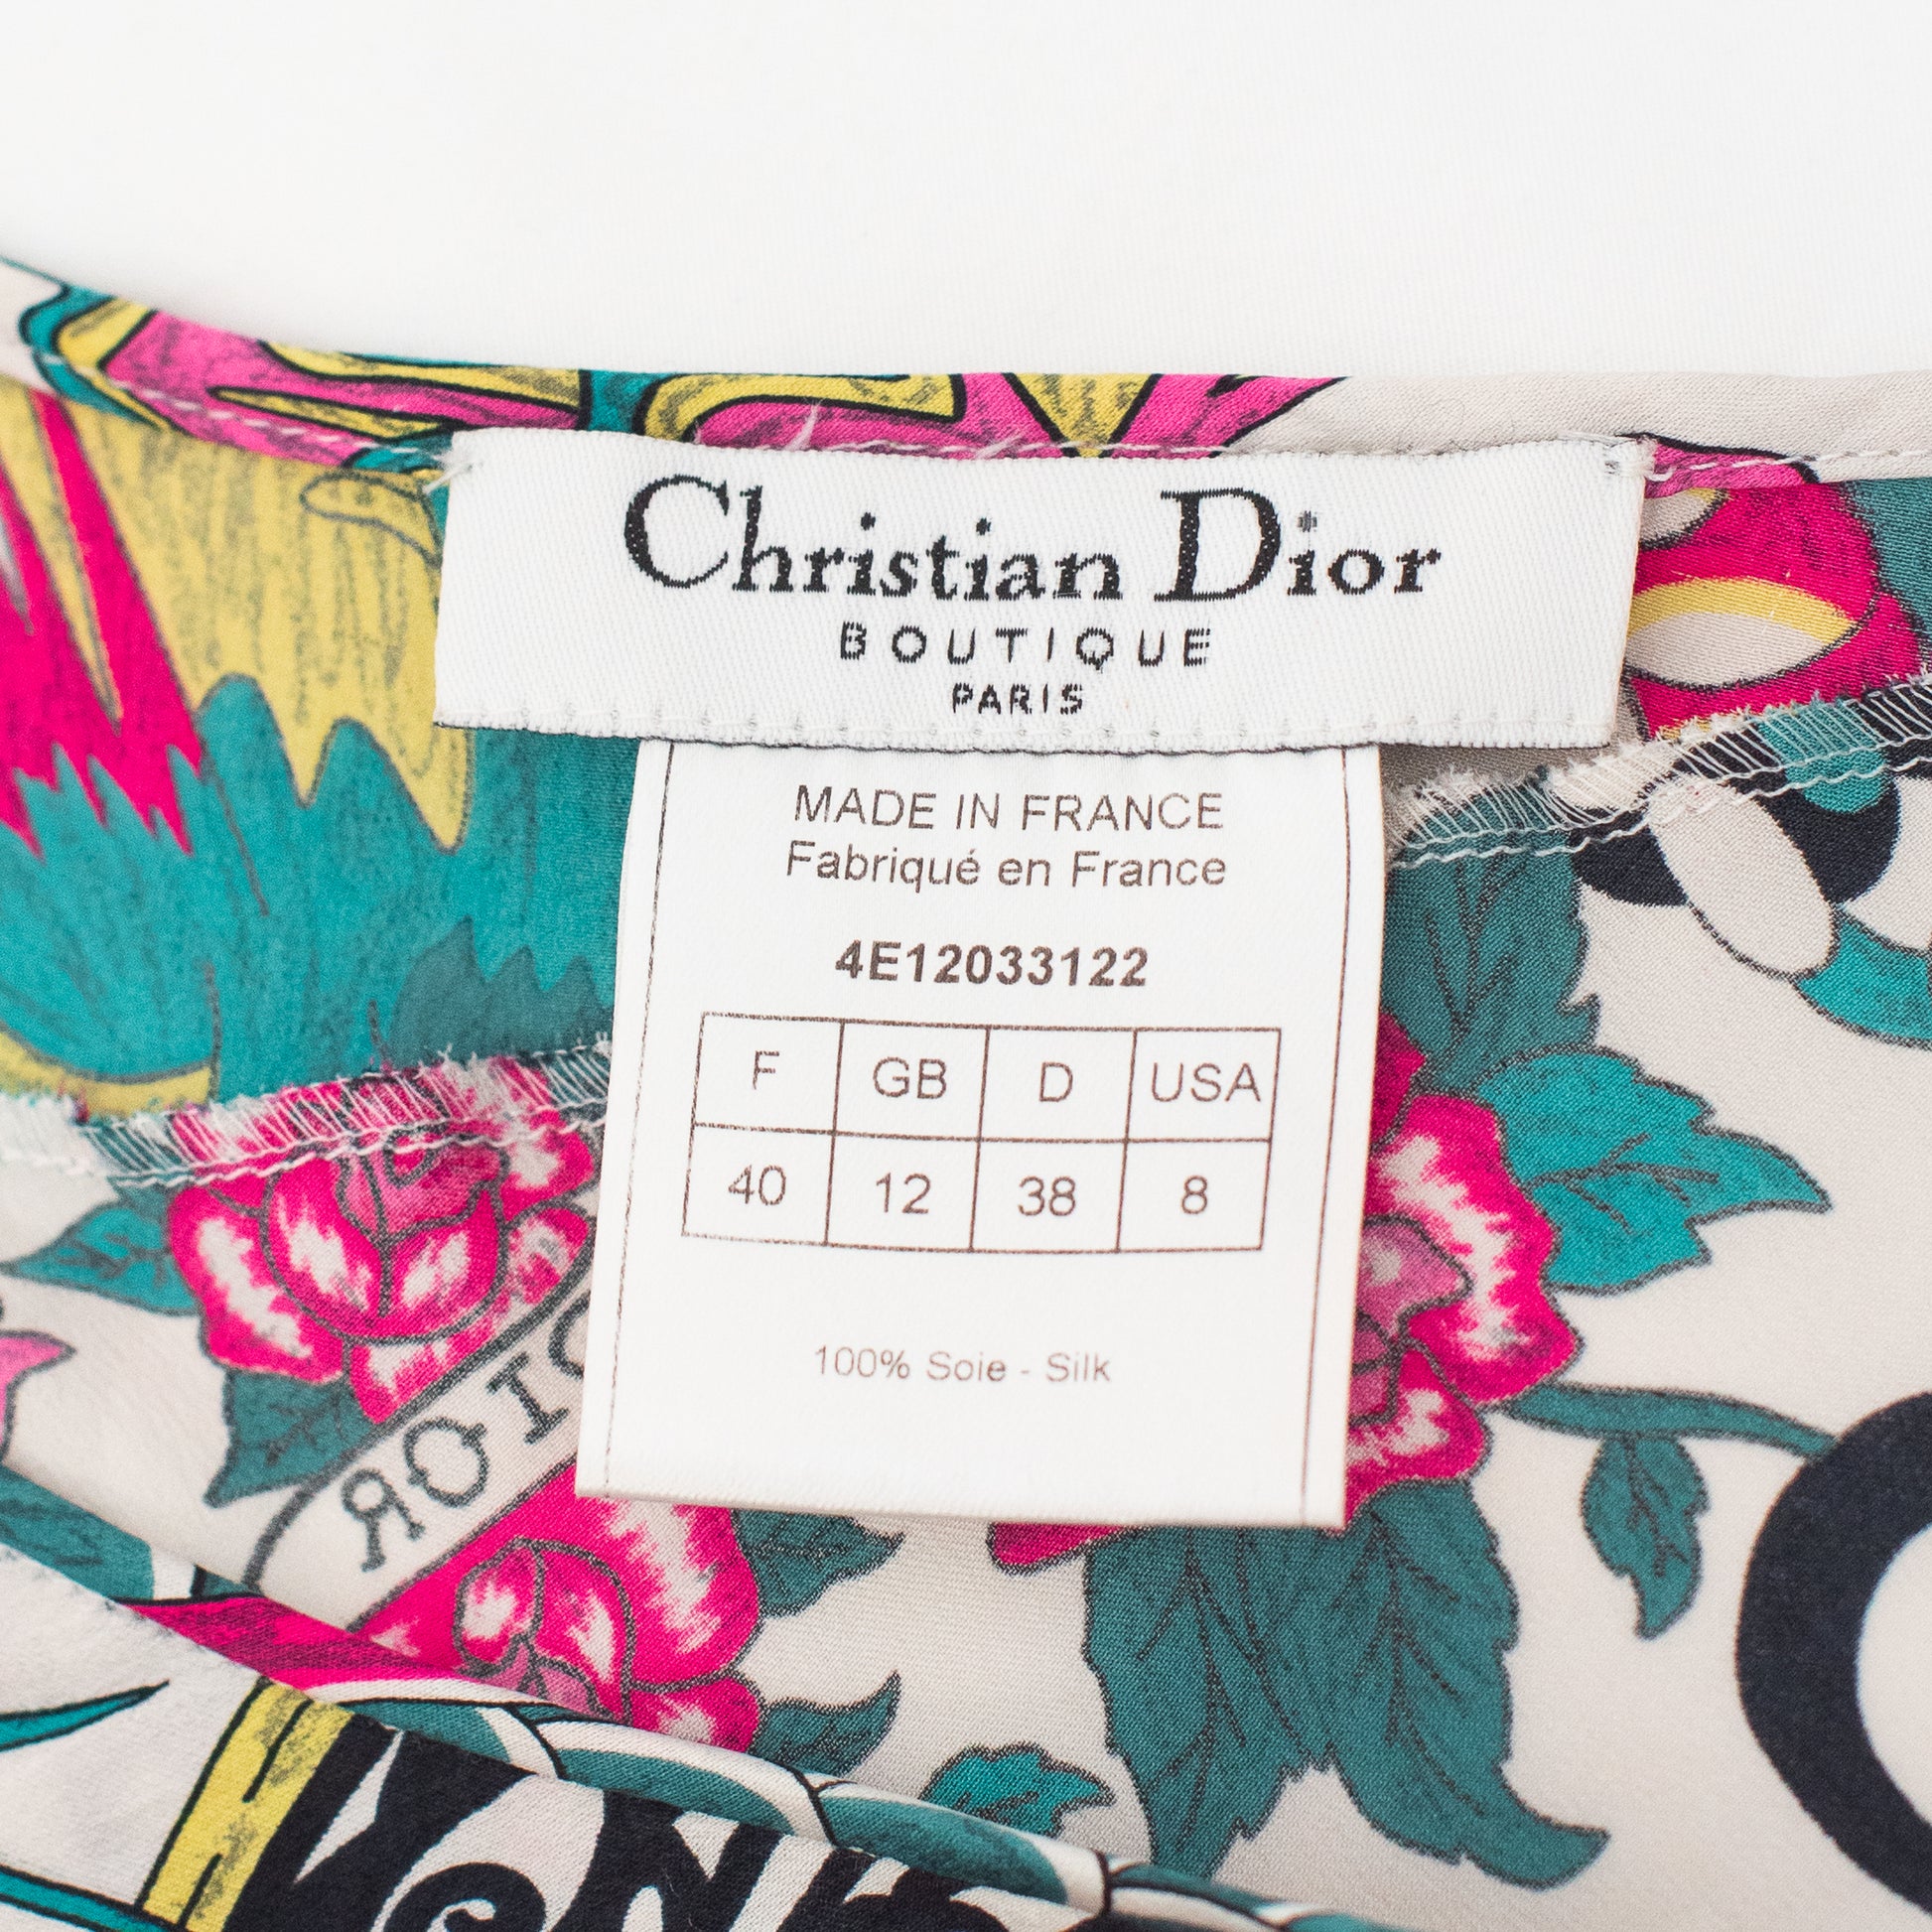 Christian Dior
BOUTIQUE
PARIS
MADE IN FRANCE
Fabriqué en France
4E12033122
F GB D USA
40 12 38 8
100% Soie - Silk
DIOR